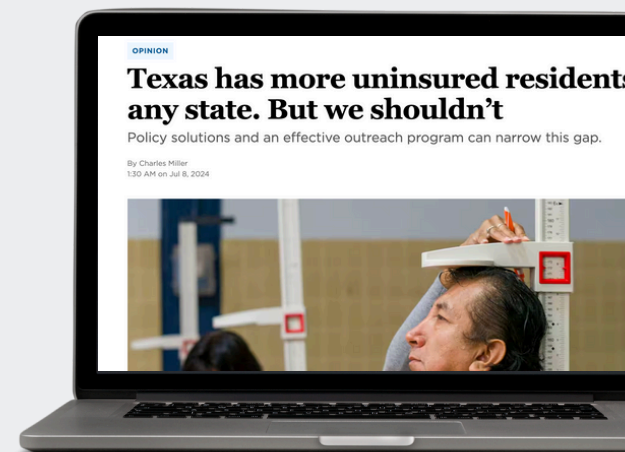 OPINION
Texas has more uninsured residents
any state. But we shouldn't
Policy solutions and an effective outreach program can narrow this gap.
By Charles Miller
1:30 AM on Jul 8, 2024